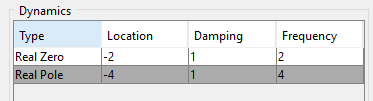 Dynamics
Type Location Damping Frequency
Real Zero -2 1 2
Real Pole -4 1 4